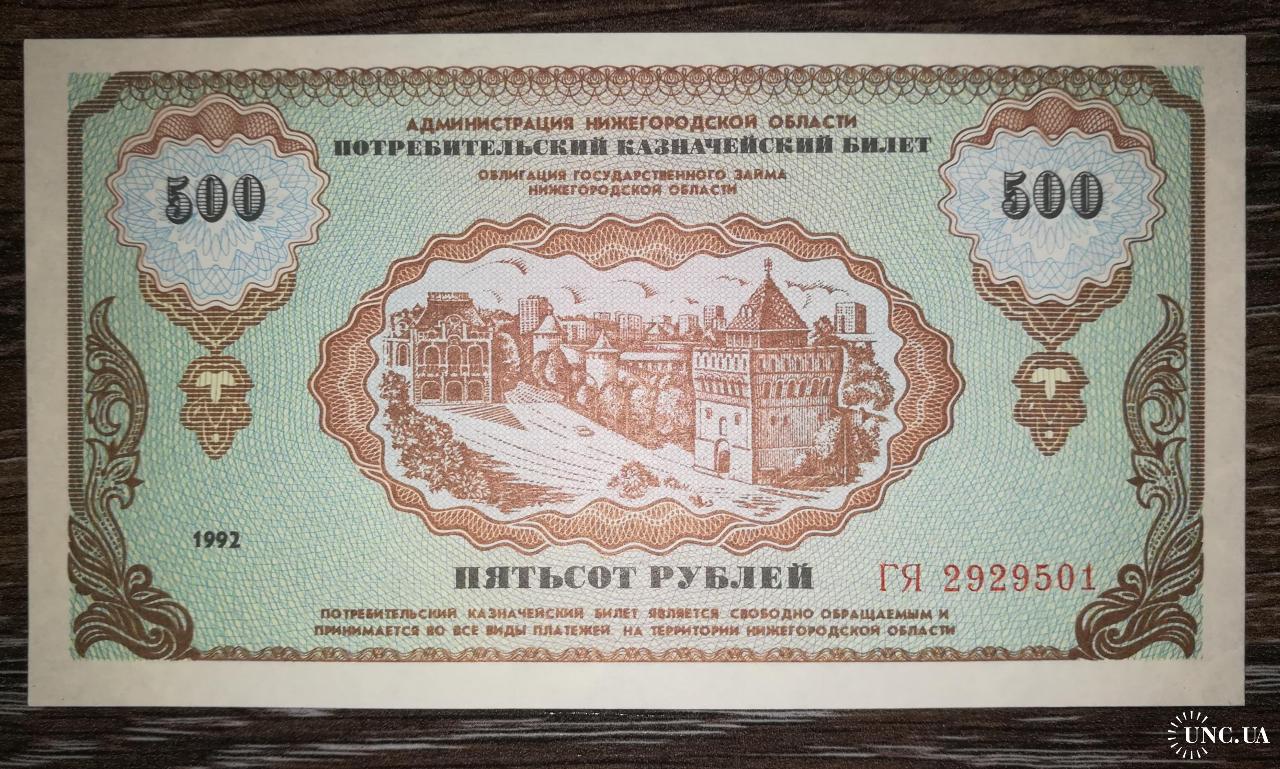 АДМИНИСТРАЦИЯ НИЖЕГОРОДСКОЙ ОБЛАСТИ
ПОТРЕБИТЕЛЬСКИЙ КАЗНАЧЕЙСКИЙ БИЛЕТ
ОБЛИГАЦИЯ ГОСУДАРСТВЕННОГО ЗАЙМА
НИЖЕГОРОДСКОЙ ОБЛАСТИ
500
500
1992
ПЯТЬСОТ РУБЛЕЙ
ГЯ 2929501
ПОТРЕБИТЕЛЬСКИЙ КАЗНАЧЕЙСКИЙ БИЛЕТ ЯВЛЯЕТСЯ СВОБОДНО ОБРАЩАЕМЫМ И
ПРИНИМАЕТСЯ ВО ВСЕ ВИДЫ ПЛАТЕЖЕЙ НА ТЕРРИТОРИИ НИЖЕГОРОДСКОЙ ОБЛАСТИ
UNC.UA